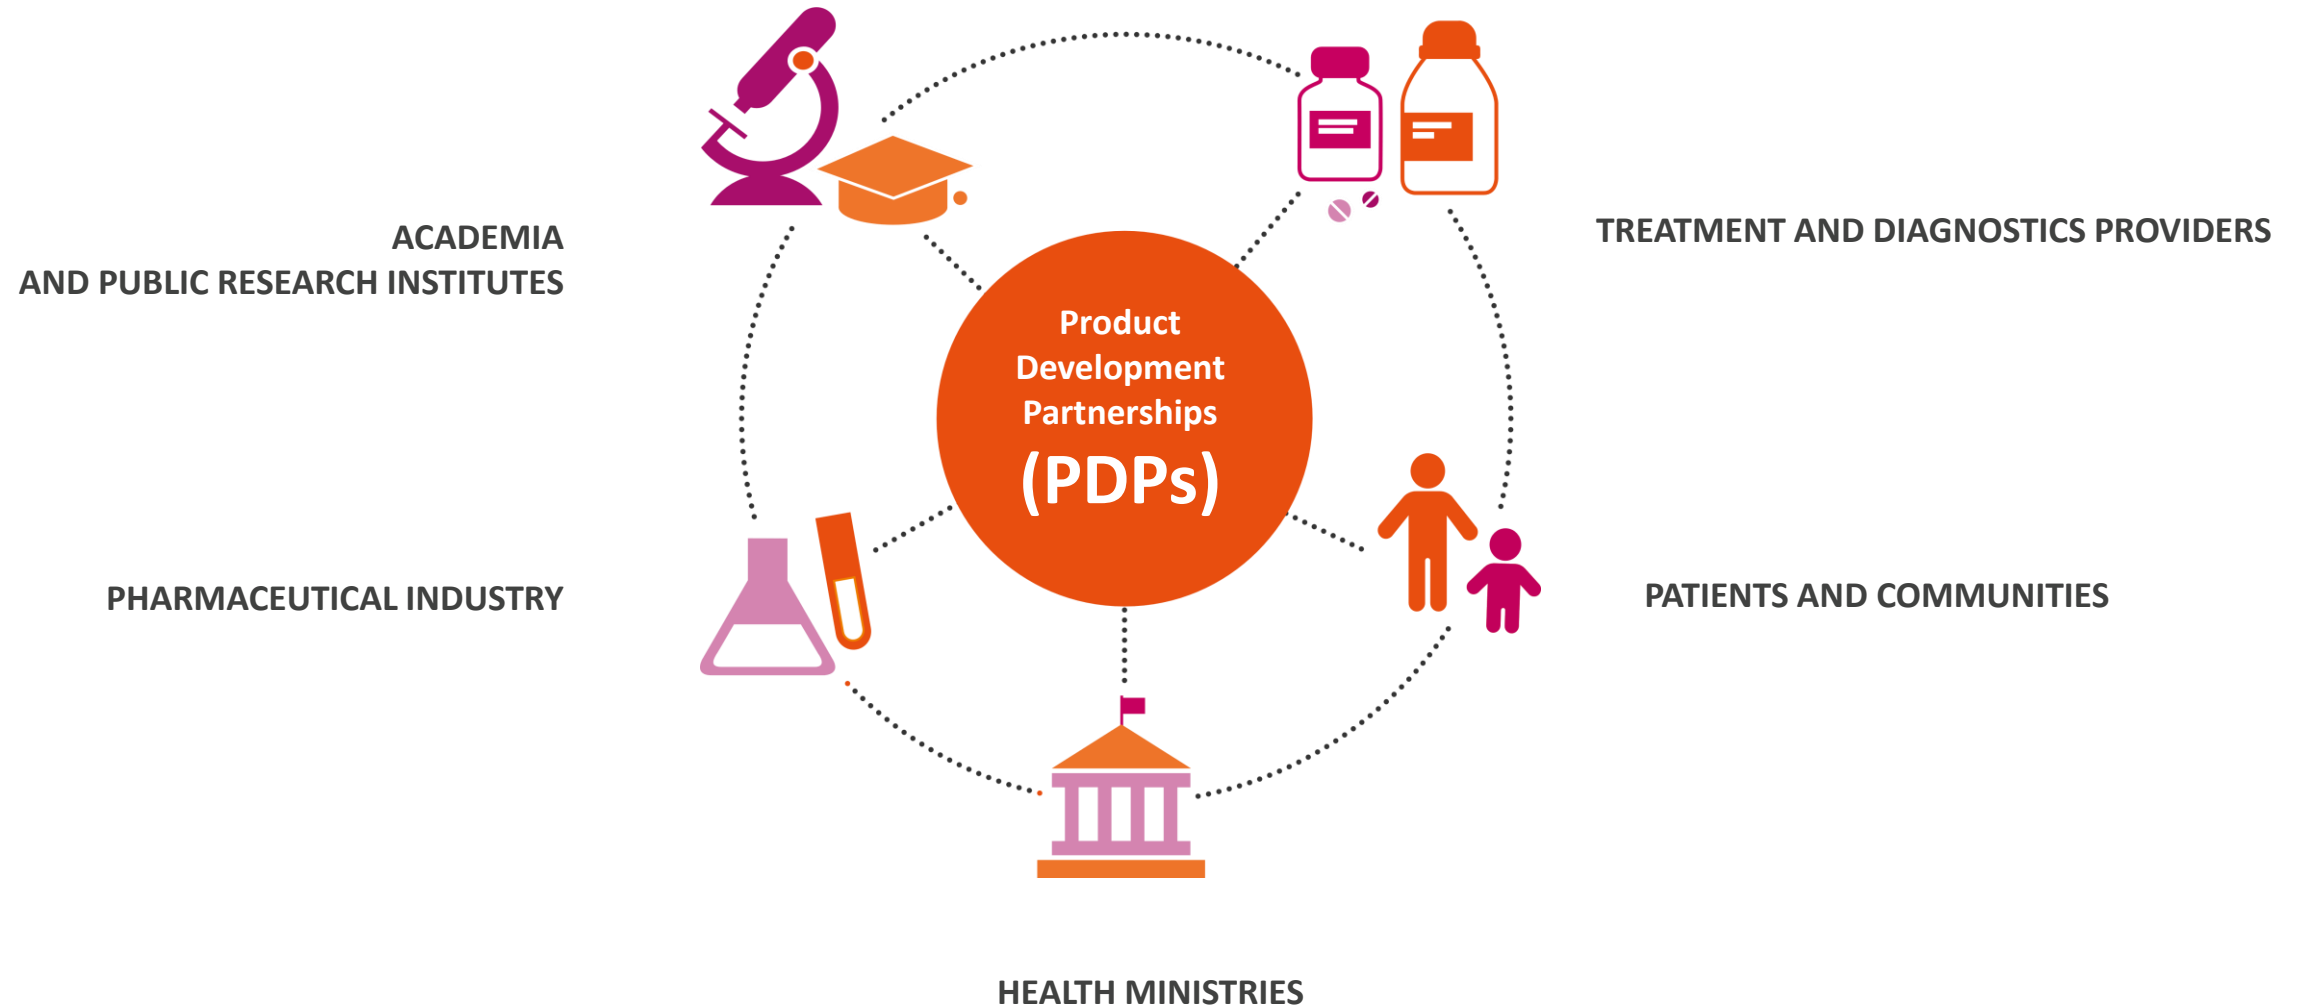 ACADEMIA
AND PUBLIC RESEARCH INSTITUTES
TREATMENT AND DIAGNOSTICS PROVIDERS
Product
Development
Partnerships
(PDPs)
PHARMACEUTICAL INDUSTRY
PATIENTS AND COMMUNITIES
HEALTH MINISTRIES